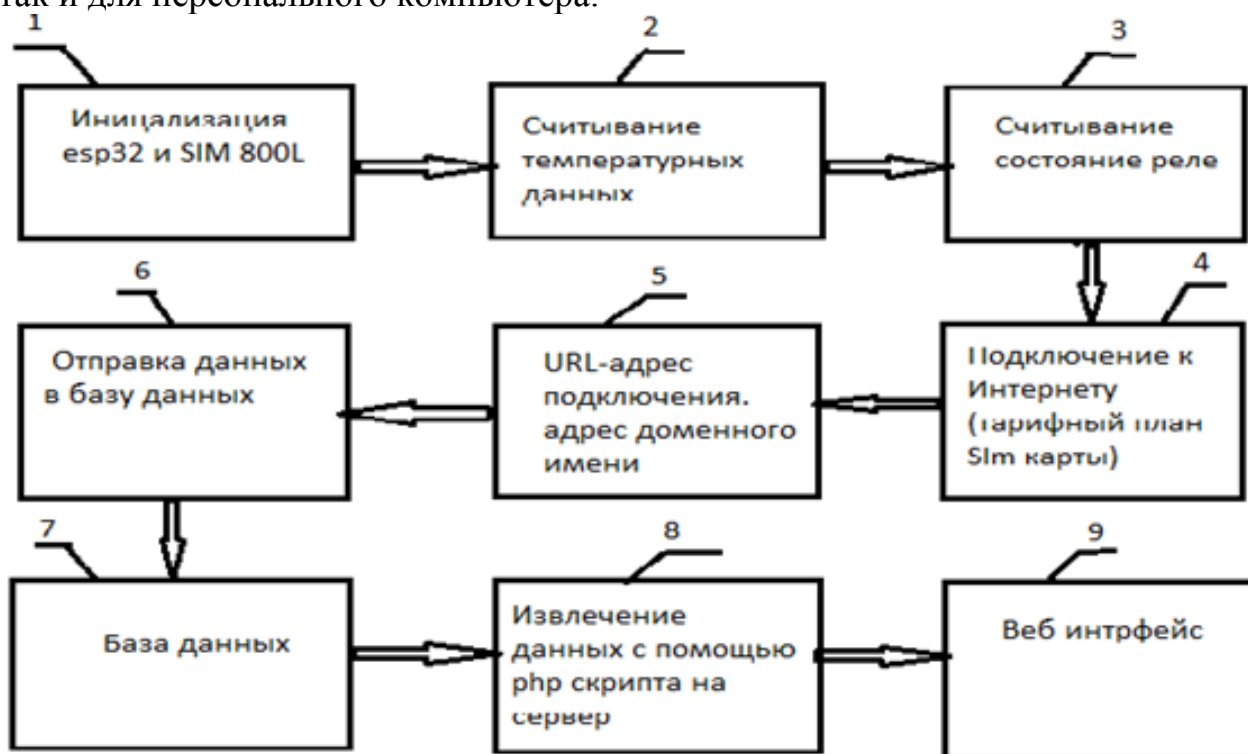 так и для персонального компьютера.
1
Иницализация
esp32 и SIM 800L
2
Считывание
температурных
данных
3
Считывание
состояние реле
4
Подключение к
Интернету
(тарифный план
SIm карты)
5
URL-адрес
подключения.
адрес доменного
имени
6
Отправка данных
в базу данных
7
База данных
8
Извлечение
данных с помощью
php скрипта на
сервер
9
Веб интрфейс